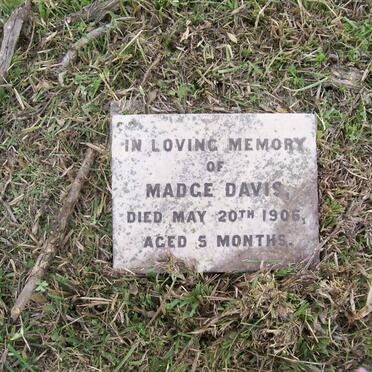 IN LOVING MEMORY
OF
MADGE DAVIS,
DIED MAY 20TH 1906,
AGED 5 MONTHS.